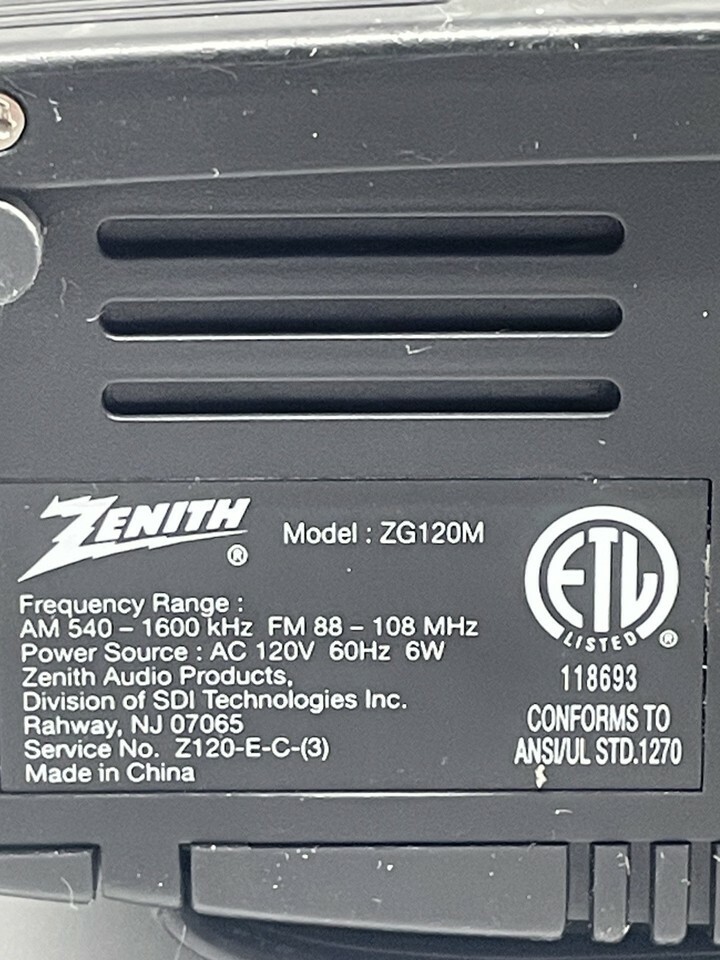 ZENITH ®
Model : ZG120M
Frequency Range :
AM 540 – 1600 kHz FM 88 – 108 MHz
Power Source : AC 120V 60Hz 6W
Zenith Audio Products,
Division of SDI Technologies Inc.
Rahway, NJ 07065
Service No. Z120-E-C-(3)
Made in China
ETL
LISTED ®
118693
CONFORMS TO
ANSI/UL STD.1270